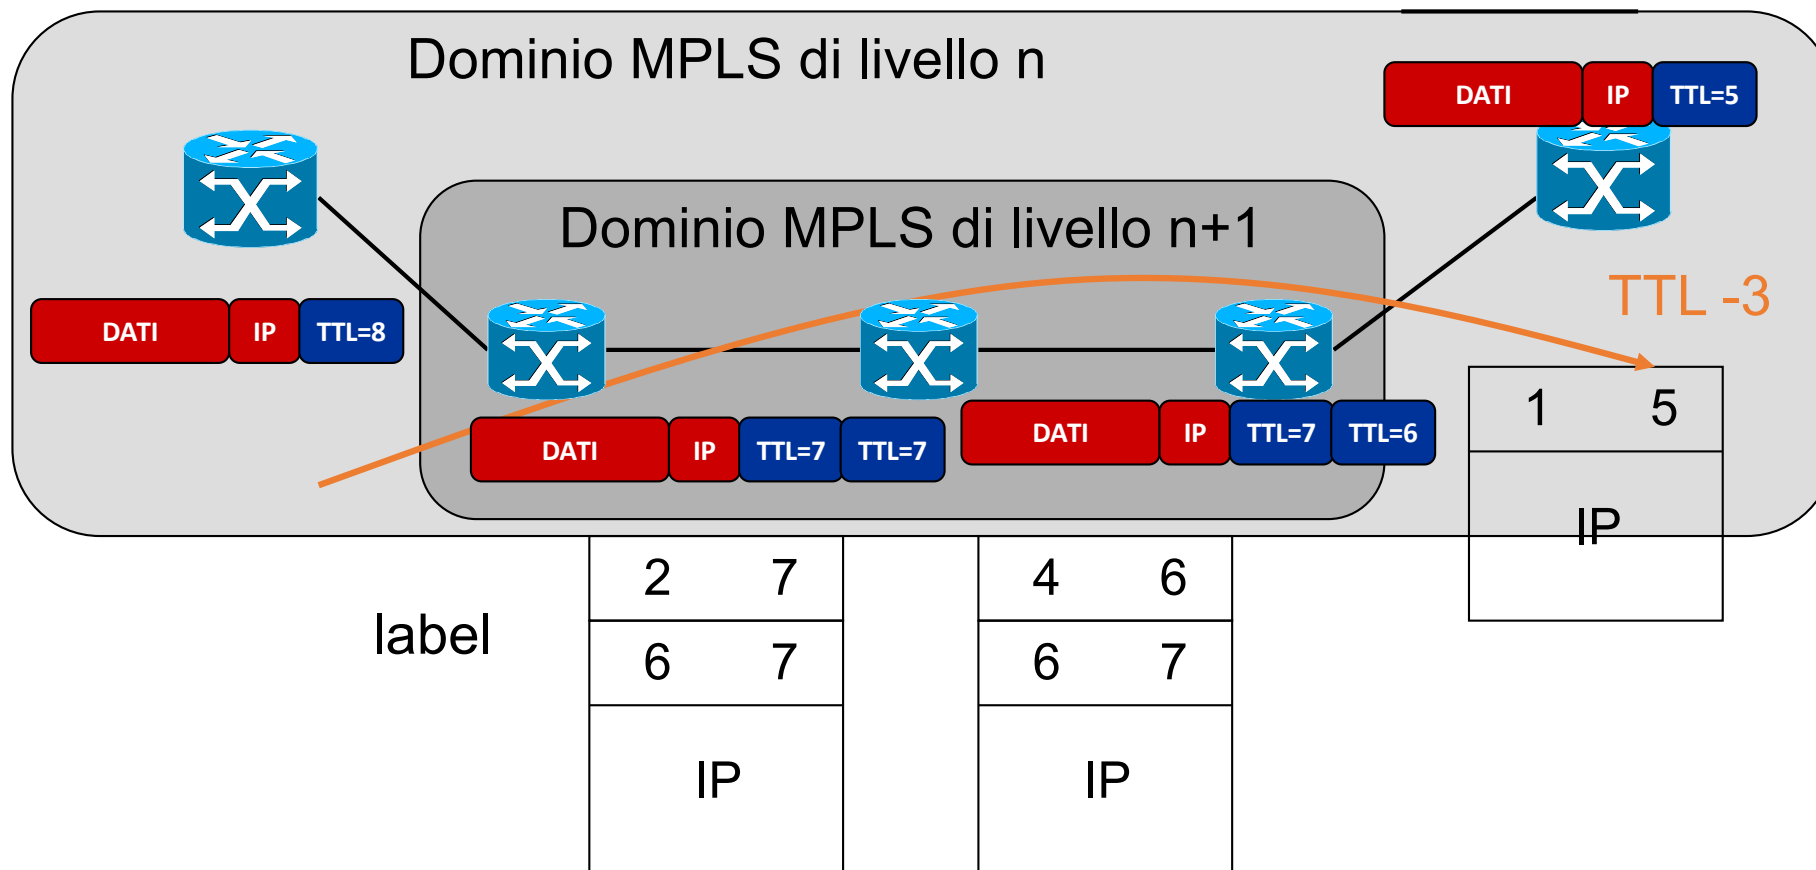 Dominio MPLS di livello n
DATI IP TTL=5
Dominio MPLS di livello n+1
TTL -3
DATI IP TTL=8
1 5
IP
DATI IP TTL=7 TTL=7
DATI IP TTL=7 TTL=6
label
2 7
6 7
IP
4 6
6 7
IP